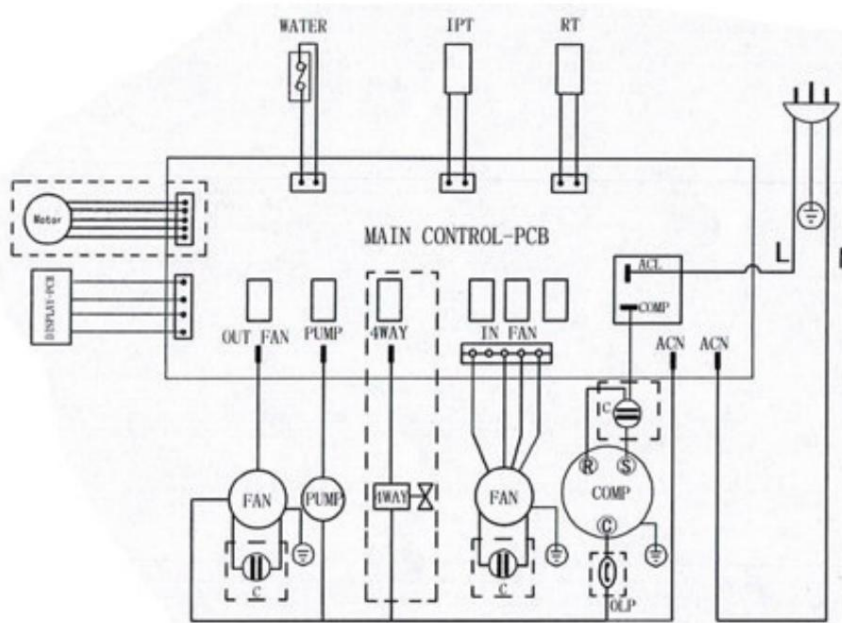 WATER IPT RT
Motor
MAIN CONTROL-PCB
L
ACL
DISPLAY-PCB
COMP
OUT FAN PUMP 4WAY IN FAN
ACN ACN
C
R S
FAN PUMP 4WAY FAN COMP
C
C C
OLP